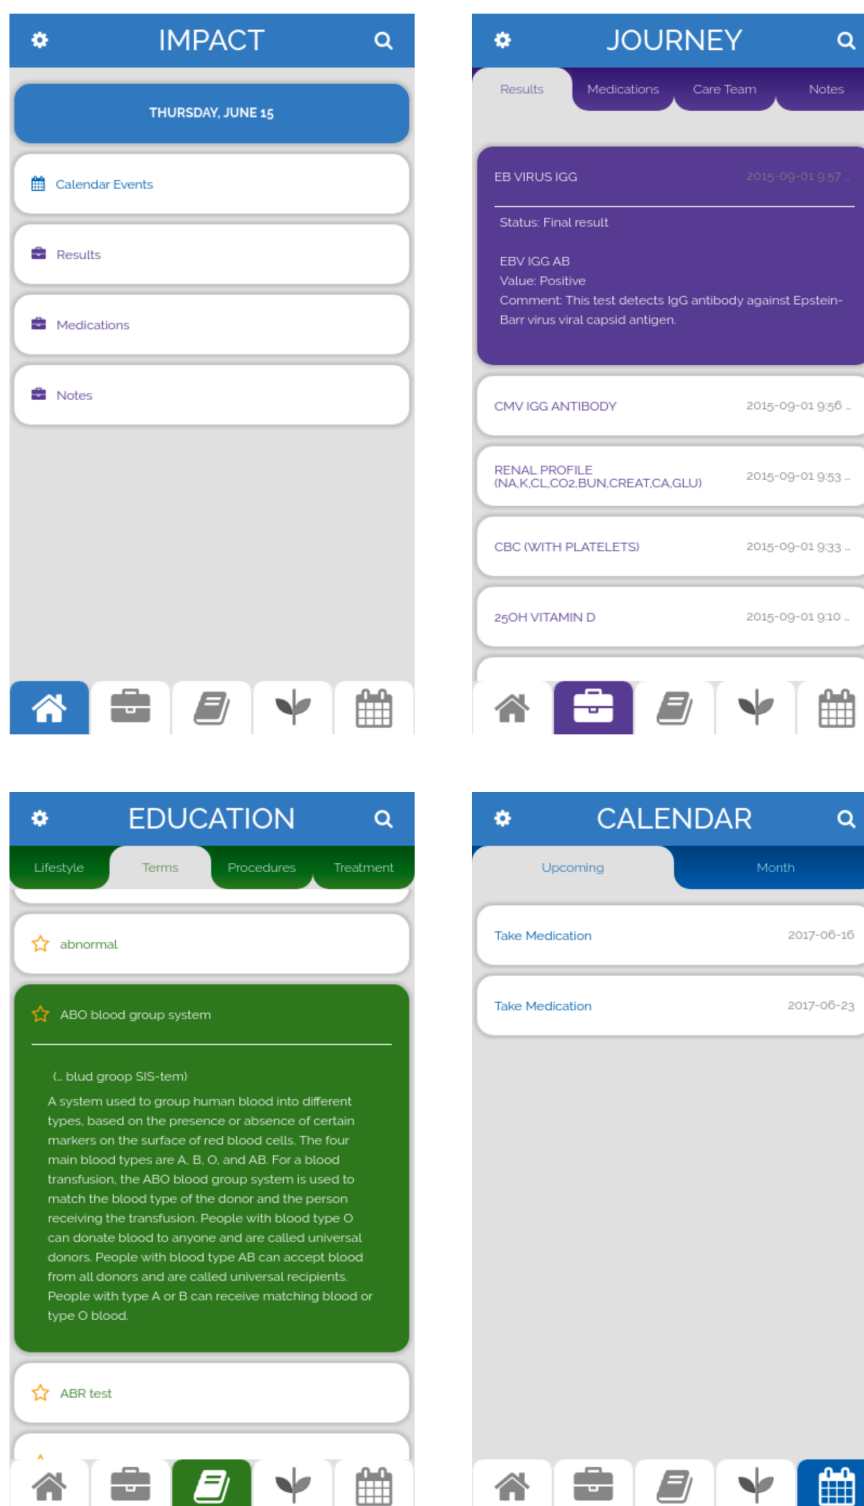 IMPACT
THURSDAY, JUNE 15
Calendar Events
Results
Medications
Notes
JOURNEY
Results
Medications
Care Team
Notes
EB VIRUS IGG
2015-09-01 9:57 ...
Status: Final result
EBV IGG AB
Value: Positive
Comment: This test detects IgG antibody against Epstein-
Barr virus viral capsid antigen.
CMV IGG ANTIBODY
2015-09-01 9:56 ...
RENAL PROFILE
(NA,K,CL,CO2,BUN,CREAT,CA,GLU)
2015-09-01 9:53 ...
CBC (WITH PLATELETS)
2015-09-01 9:33 ...
25OH VITAMIN D
2015-09-01 9:10 ...
EDUCATION
Lifestyle
Terms
Procedures
Treatment
abnormal
ABO blood group system
(... blud groop SIS-tem)
A system used to group human blood into different
types, based on the presence or absence of certain
markers on the surface of red blood cells. The four
main blood types are A, B, O, and AB. For a blood
transfusion, the ABO blood group system is used to
match the blood type of the donor and the person
receiving the transfusion. People with blood type O
can donate blood to anyone and are called universal
donors. People with blood type AB can accept blood
from all donors and are called universal recipients.
People with type A or B can receive matching blood or
type O blood.
ABR test
CALENDAR
Upcoming
Month
Take Medication
2017-06-16
Take Medication
2017-06-23